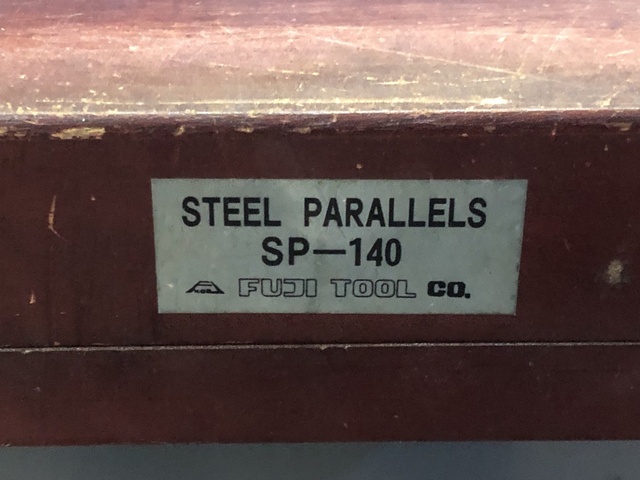 STEEL PARALLELS
SP—140
FUJI TOOL CO.